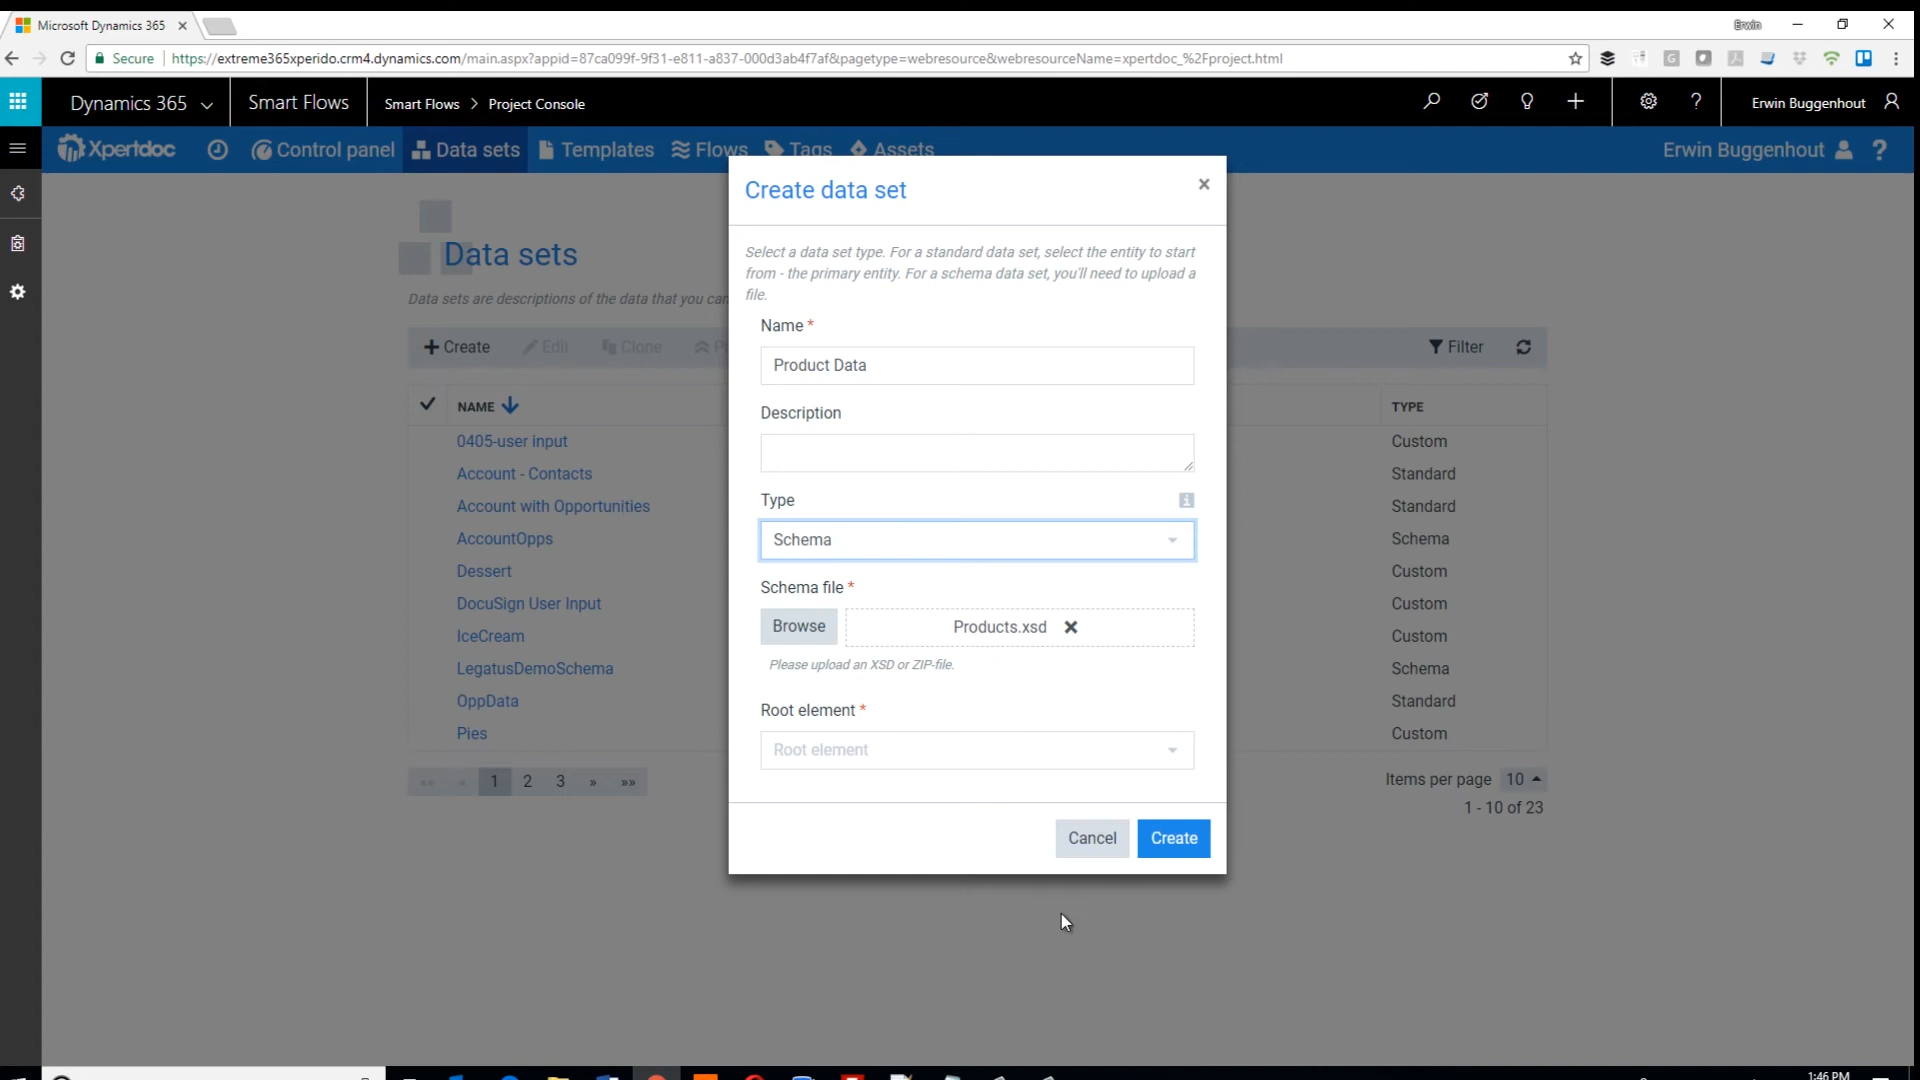 Microsoft Dynamics 365
Erwin
Secure
https://extreme365xperido.crm4.dynamics.com/main.aspx?appid=87ca099f-9f31-e811-a837-000d3ab4f7af&pagetype=webresource&webresourceName=xpertdoc_%2Fproject.html
Dynamics 365
Smart Flows
Smart Flows > Project Console
Erwin Buggenhout
Xpertdoc
Control panel
Data sets
Templates
Flows
Tags
Assets
Erwin Buggenhout
Create data set
Select a data set type. For a standard data set, select the entity to start
from - the primary entity. For a schema data set, you'll need to upload a
file.
Data sets
Data sets are descriptions of the data that you can
Create
Edit
Clone
Filter
Name *
Product Data
Description
Type
Schema
Schema file *
Browse
Products.xsd
Please upload an XSD or ZIP-file.
Root element *
Root element
Cancel
Create
NAME
TYPE
0405-user input
Custom
Account - Contacts
Standard
Account with Opportunities
Standard
AccountOpps
Schema
Dessert
Custom
DocuSign User Input
Custom
IceCream
Custom
LegatusDemoSchema
Schema
OppData
Standard
Pies
Custom
«« « 1 2 3 » »»
Items per page 10
1 - 10 of 23
1:46 PM